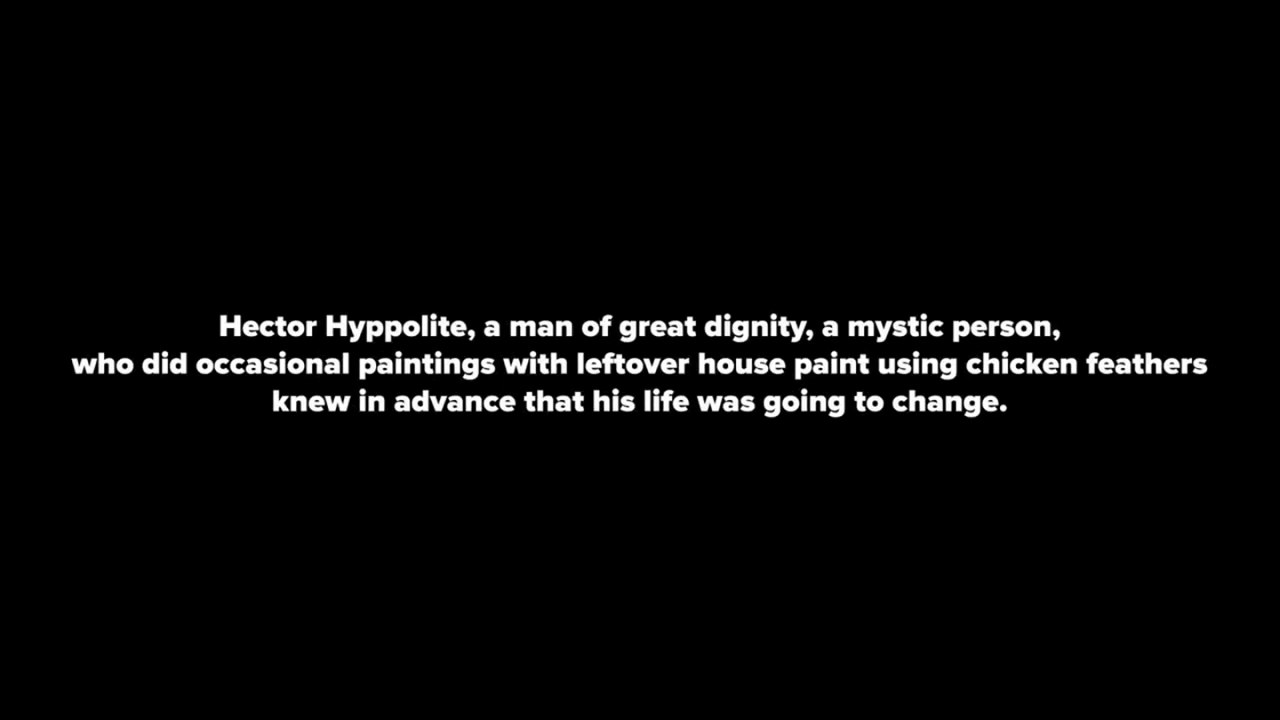 Hector Hyppolite, a man of great dignity, a mystic person,
who did occasional paintings with leftover house paint using chicken feathers
knew in advance that his life was going to change.